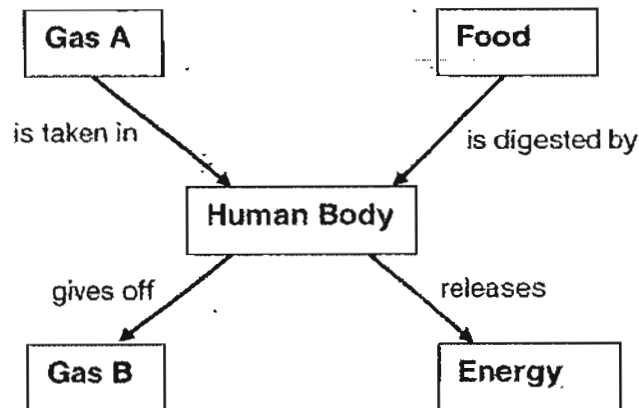 Gas A
Food
is taken in
is digested by
Human Body
gives off
releases
Gas B
Energy